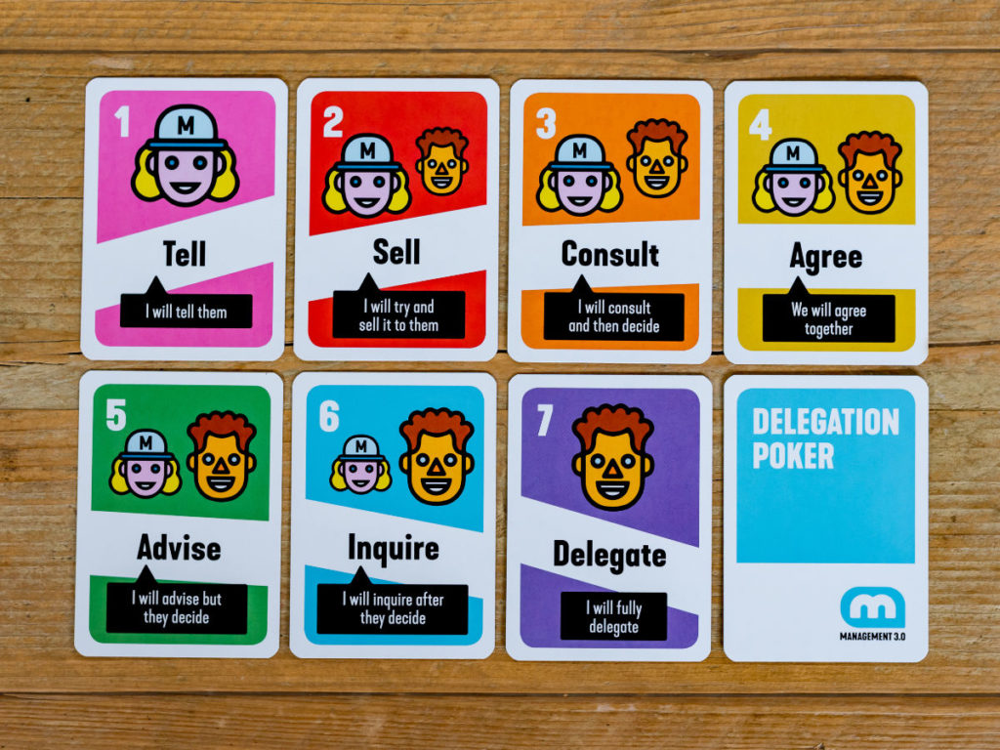 1
M
Tell
I will tell them
2
M
Sell
I will try and
sell it to them
3
M
Consult
I will consult
and then decide
4
M
Agree
We will agree
together
5
M
Advise
I will advise but
they decide
6
M
Inquire
I will inquire after
they decide
7
Delegate
I will fully
delegate
DELEGATION
POKER
m
MANAGEMENT 3.0